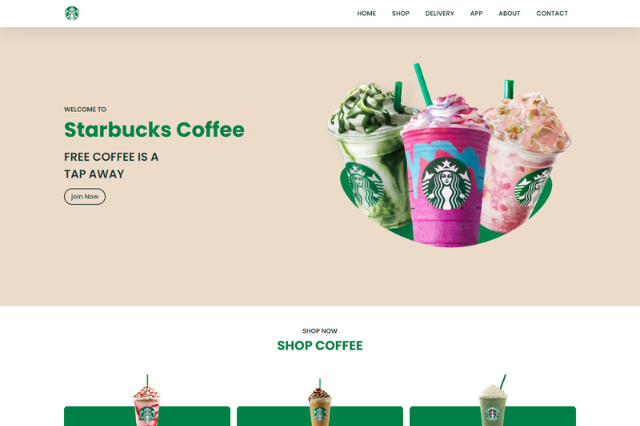 HOME SHOP DELIVERY APP ABOUT CONTACT
WELCOME TO
Starbucks Coffee
FREE COFFEE IS A
TAP AWAY
Join Now
SHOP NOW
SHOP COFFEE